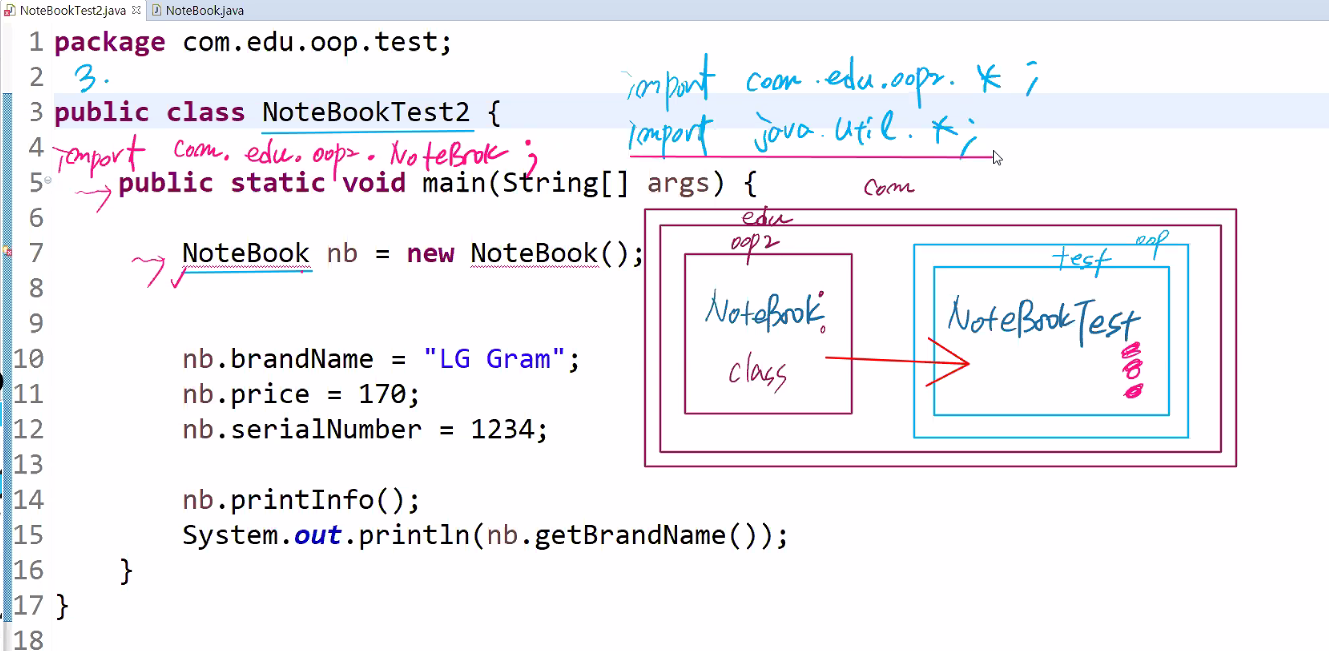 NoteBookTest2.java NoteBook.java
1 package com.edu.oop.test;
2 3.
import com.edu.oop2.*;
3 public class NoteBookTest2 {
import java.util.*;
4 import com.edu.oop2.NoteBook;
5 public static void main(String[] args) {
com
6
edu
oop2
oop
test
7 NoteBook nb = new NoteBook();
8
NoteBook:
NoteBookTest
9
10 nb.brandName = "LG Gram";
class
11 nb.price = 170;
12 nb.serialNumber = 1234;
13
14 nb.printInfo();
15 System.out.println(nb.getBrandName());
16 }
17 }
18